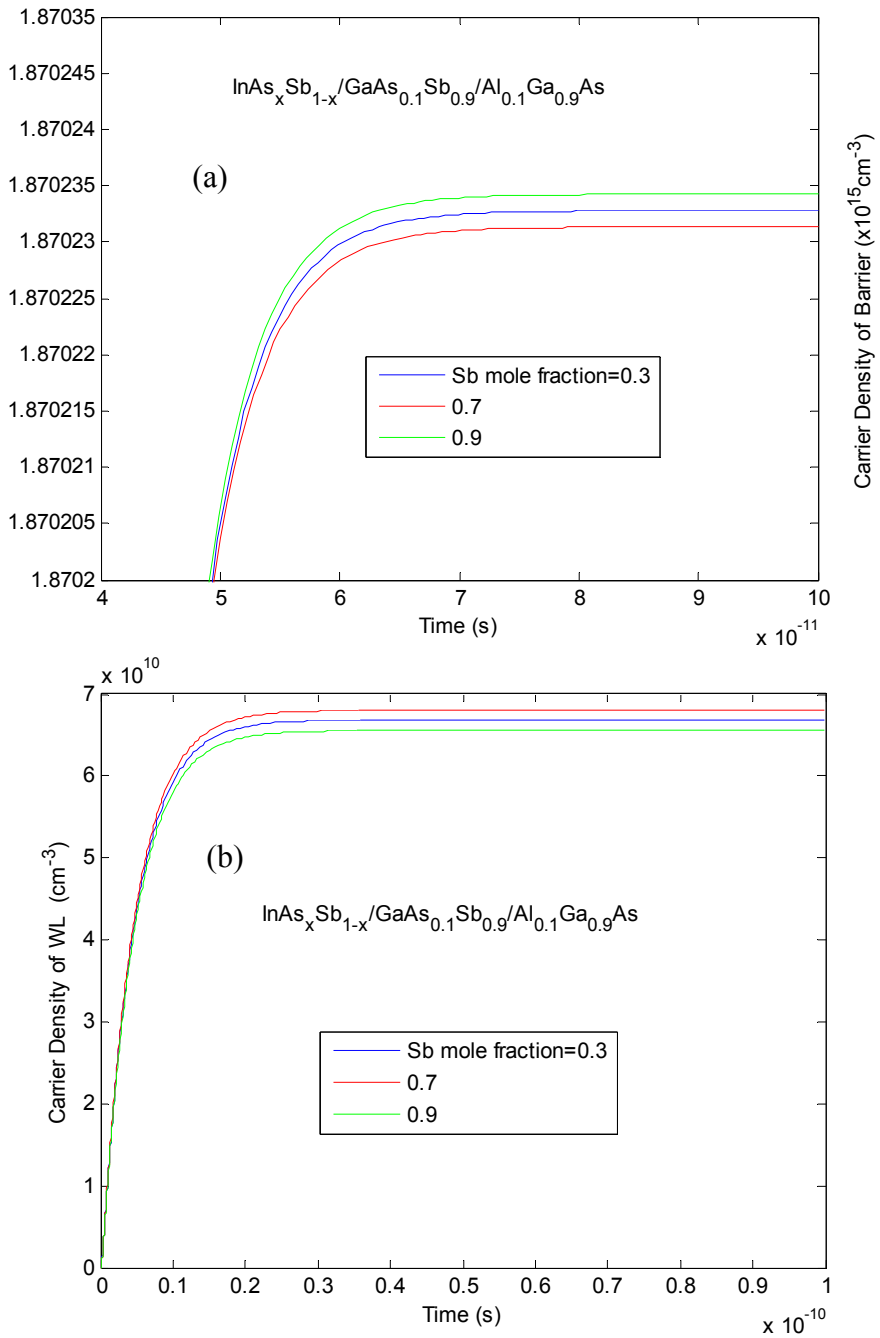 1.87035
1.870245
1.87024
1.870235
1.87023
1.870225
1.87022
1.870215
1.87021
1.870205
1.8702
InAsxSb1-x/GaAs0.1Sb0.9/Al0.1Ga0.9As
(a)
Carrier Density of Barrier (x10^15cm^-3)
Sb mole fraction=0.3
0.7
0.9
4 5 6 7 8 9 10
Time (s)
x 10^-11
x 10^10
7
6
5
4
3
2
1
0
Carrier Density of WL (cm^-3)
(b)
InAsxSb1-x/GaAs0.1Sb0.9/Al0.1Ga0.9As
Sb mole fraction=0.3
0.7
0.9
0 0.1 0.2 0.3 0.4 0.5 0.6 0.7 0.8 0.9 1
Time (s)
x 10^-10